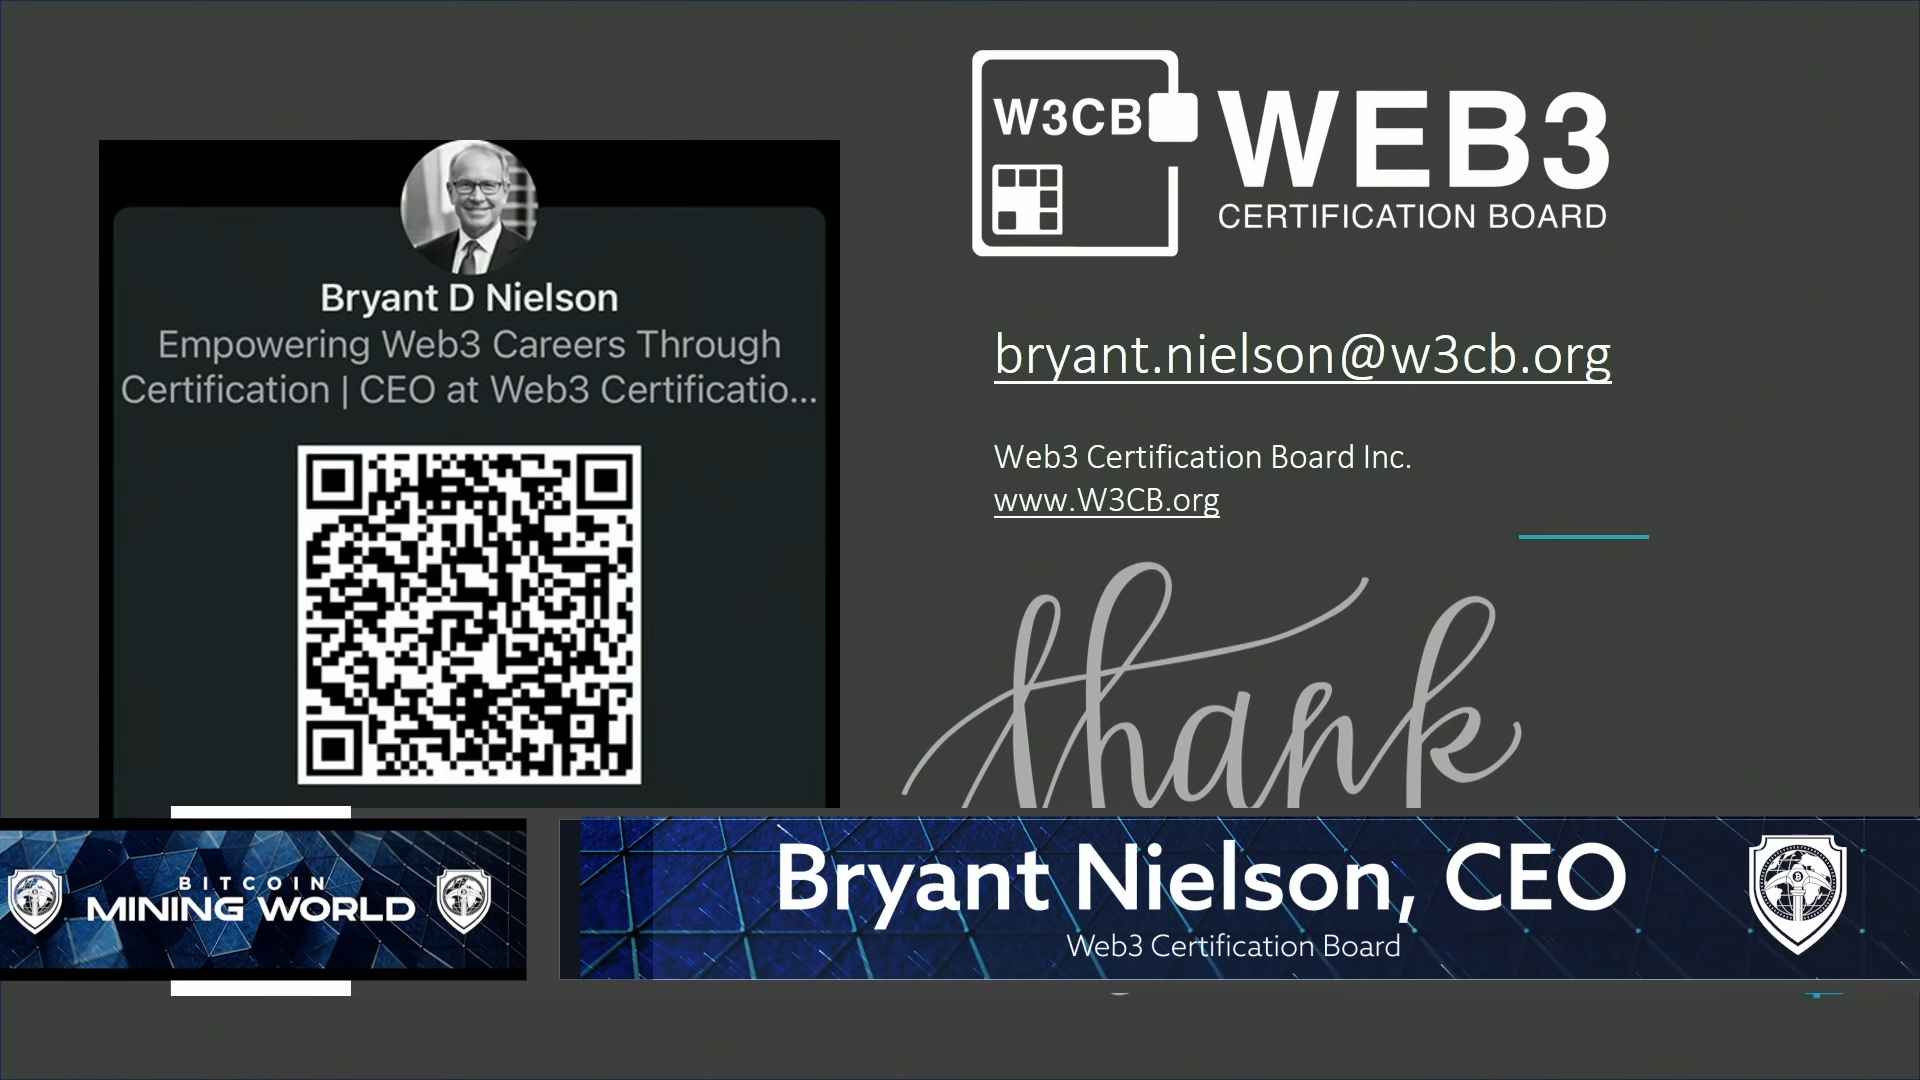 W3CB
WEB3
CERTIFICATION BOARD
Bryant D Nielson
Empowering Web3 Careers Through
Certification | CEO at Web3 Certificatio...
bryant.nielson@w3cb.org
Web3 Certification Board Inc.
www.W3CB.org
thank
BITCOIN
MINING WORLD
Bryant Nielson, CEO
Web3 Certification Board